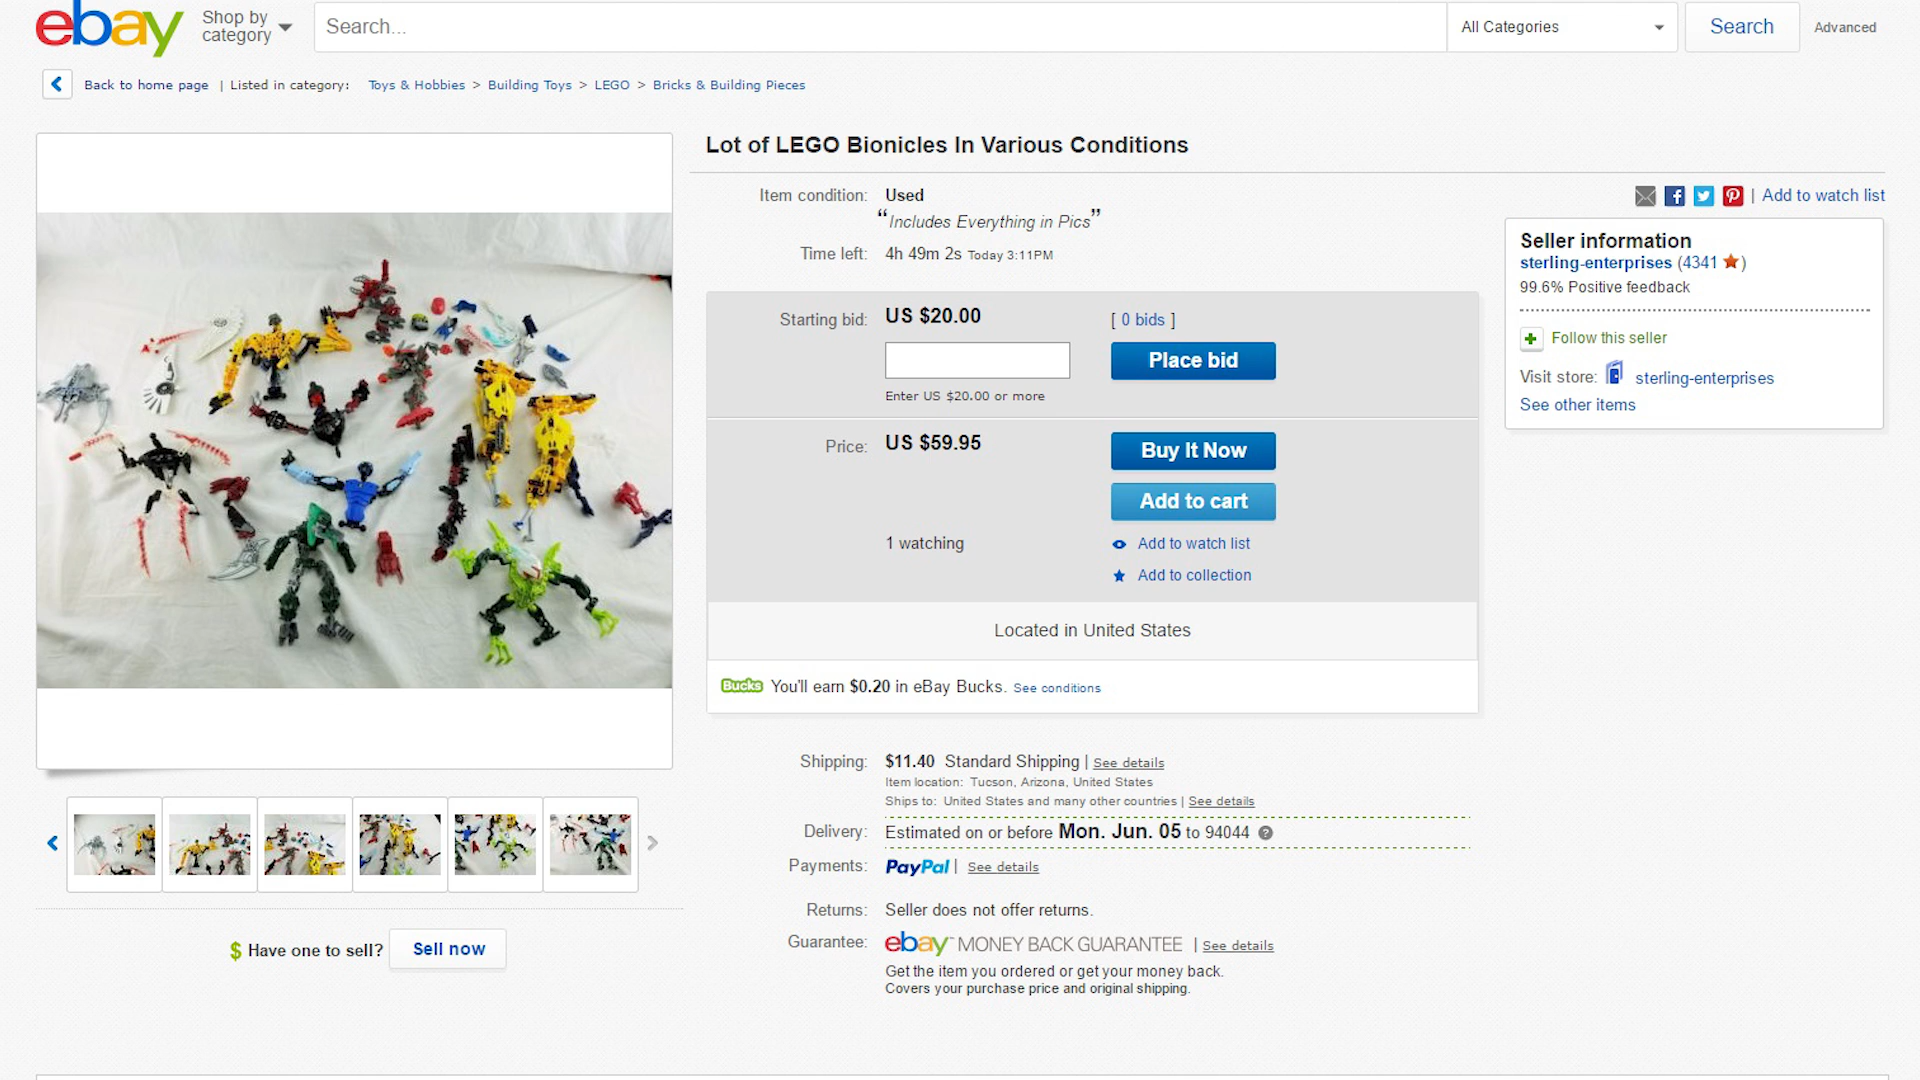 ebay
Shop by
category
Search...
All Categories
Search
Advanced
Back to home page | Listed in category: Toys & Hobbies > Building Toys > LEGO > Bricks & Building Pieces
Lot of LEGO Bionicles In Various Conditions
Item condition: Used
“Includes Everything in Pics”
Time left: 4h 49m 2s Today 3:11PM
Starting bid: US $20.00 [ 0 bids ]
Place bid
Enter US $20.00 or more
Price: US $59.95
Buy It Now
Add to cart
1 watching
Add to watch list
Add to collection
Located in United States
Bucks You'll earn $0.20 in eBay Bucks. See conditions
| Add to watch list
Seller information
sterling-enterprises (4341 )
99.6% Positive feedback
Follow this seller
Visit store: sterling-enterprises
See other items
Shipping: $11.40 Standard Shipping | See details
Item location: Tucson, Arizona, United States
Ships to: United States and many other countries | See details
Delivery: Estimated on or before Mon. Jun. 05 to 94044 ?
Payments: PayPal | See details
Returns: Seller does not offer returns.
Guarantee: ebay™ MONEY BACK GUARANTEE | See details
Get the item you ordered or get your money back.
Covers your purchase price and original shipping.
$ Have one to sell? Sell now